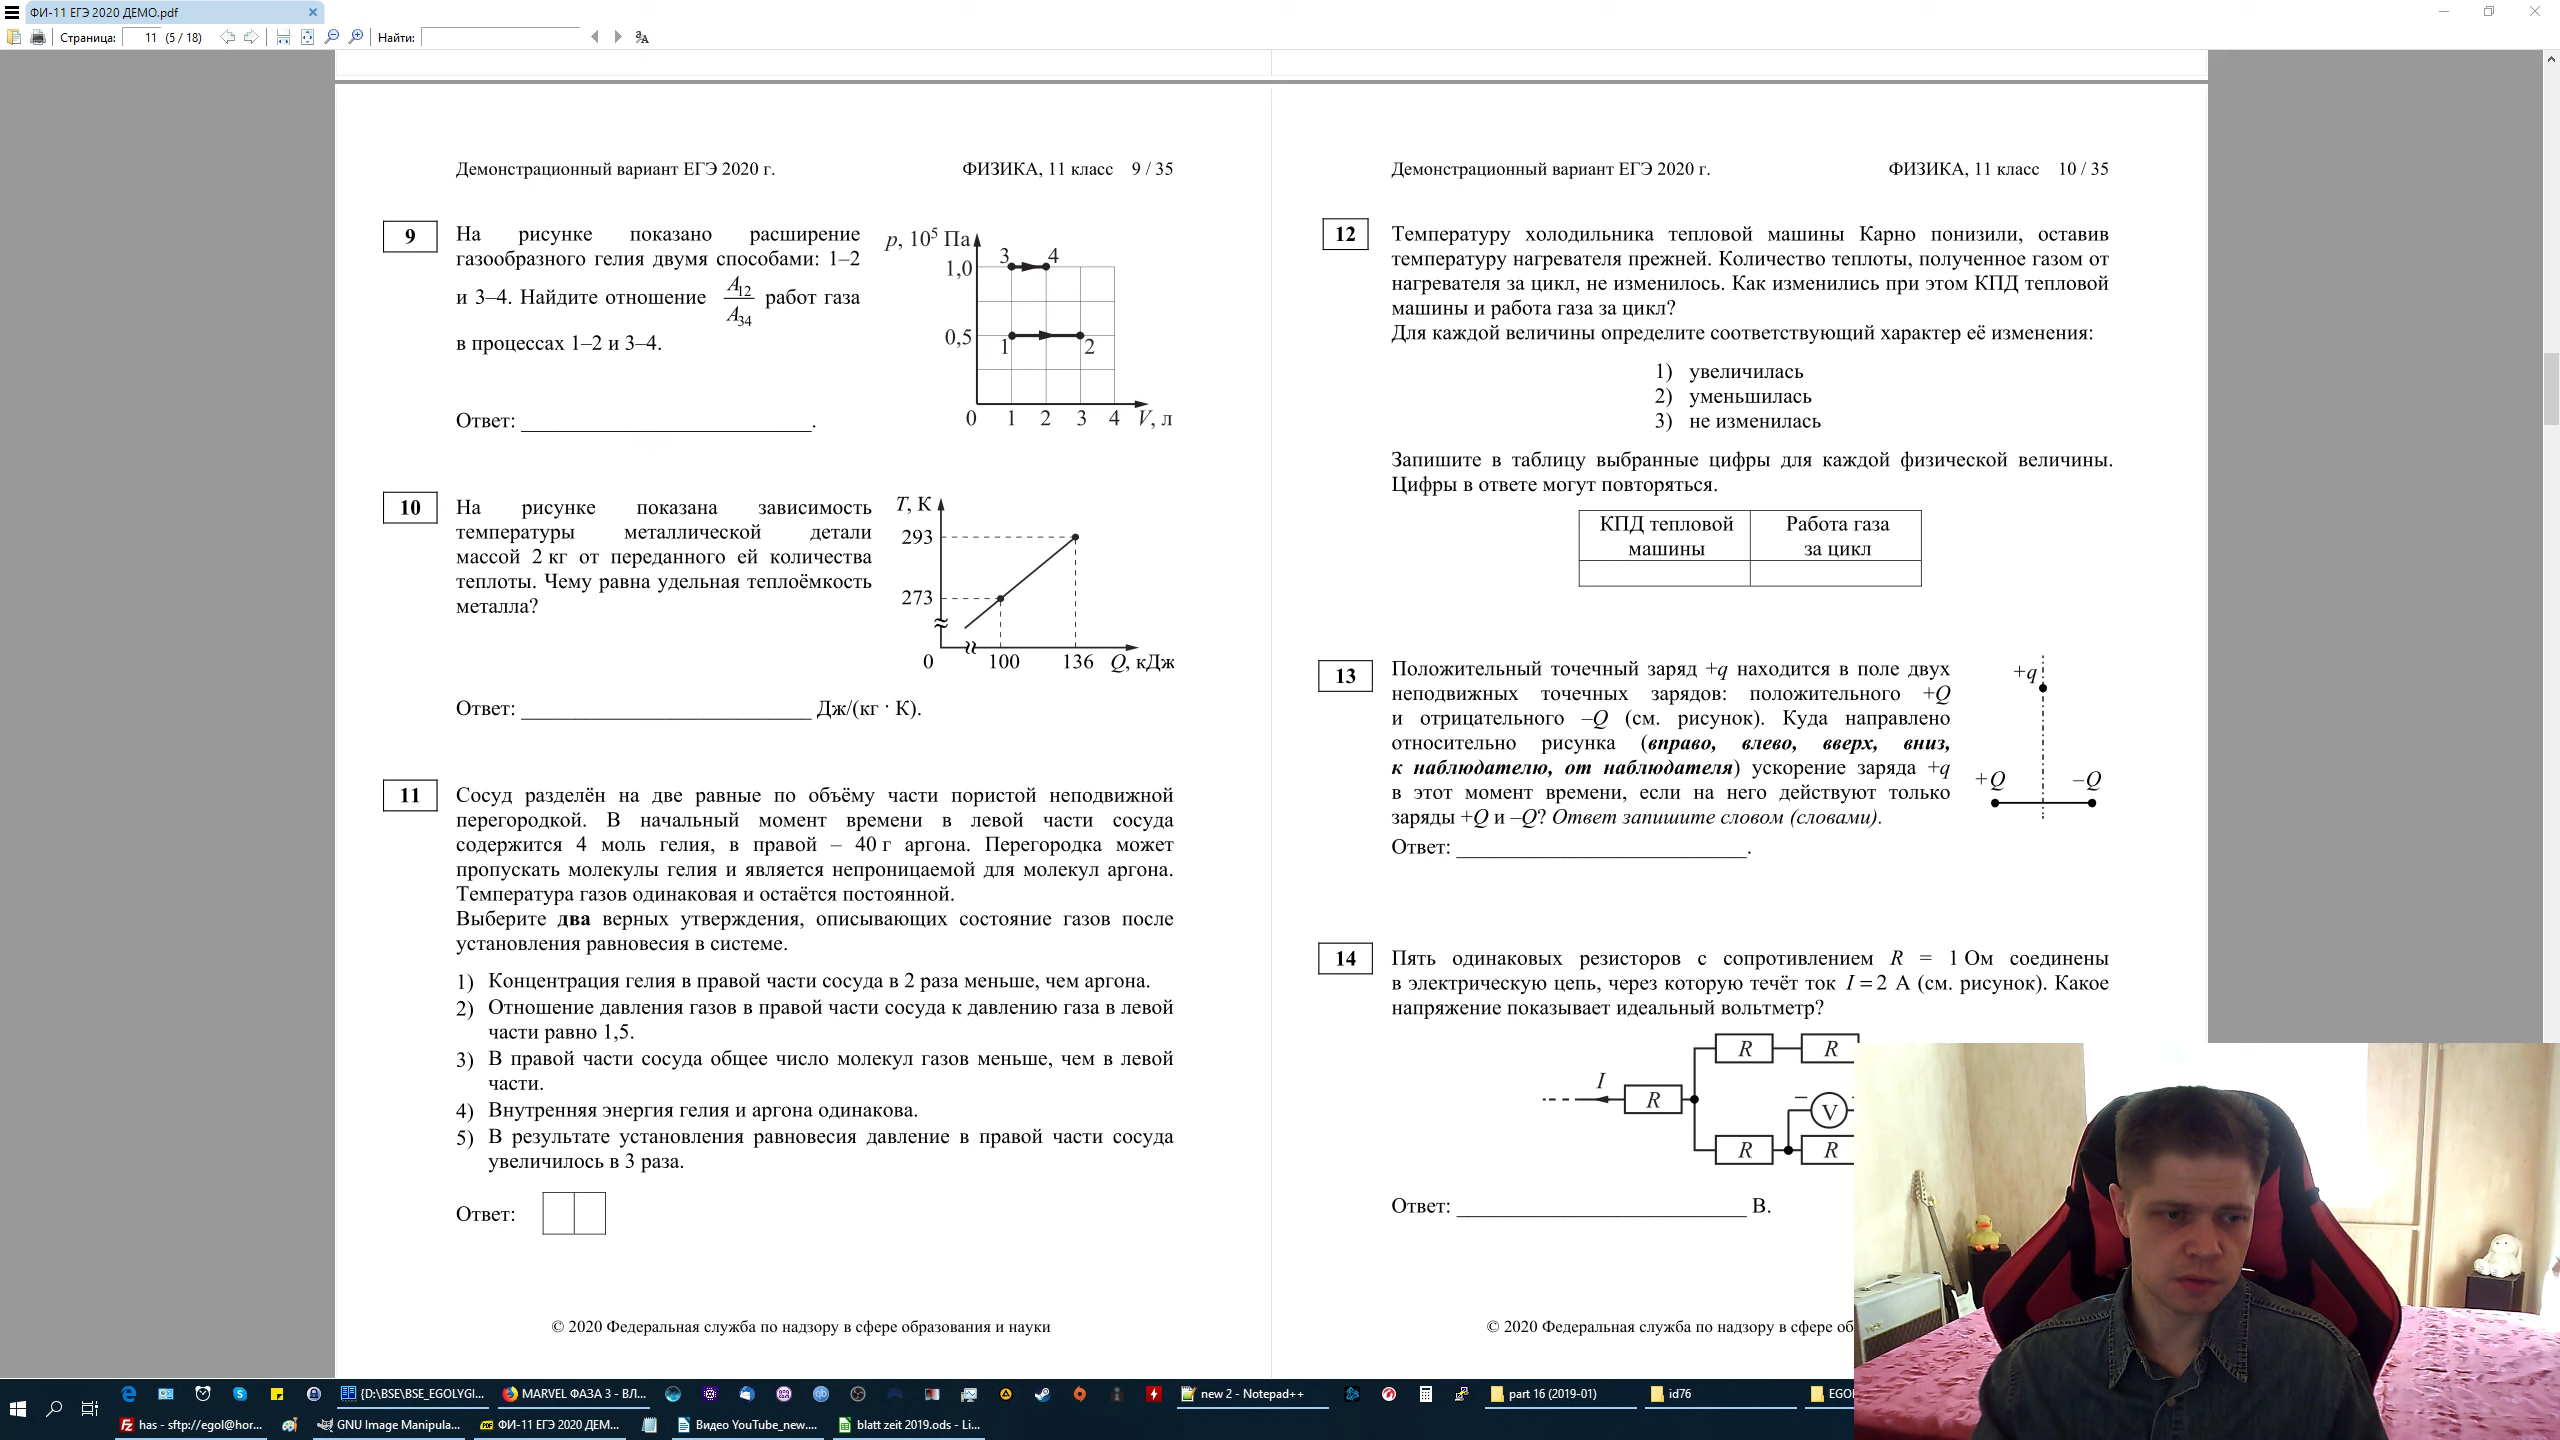 ФИ-11 ЕГЭ 2020 ДЕМО.pdf
Страница: 11 (5 / 18) Найти:
Демонстрационный вариант ЕГЭ 2020 г. ФИЗИКА, 11 класс 9 / 35
9
На рисунке показано расширение
газообразного гелия двумя способами: 1–2
и 3–4. Найдите отношение A12/A34 работ газа
в процессах 1–2 и 3–4.
Ответ: ___________________________.
p, 10⁵ Па
3 4
1,0
0,5
1 2
0 1 2 3 4 V, л
10
На рисунке показана зависимость
температуры металлической детали
массой 2 кг от переданного ей количества
теплоты. Чему равна удельная теплоёмкость
металла?
T, К
293
273
0 100 136 Q, кДж
Ответ: ___________________________ Дж/(кг · К).
11
Сосуд разделён на две равные по объёму части пористой неподвижной
перегородкой. В начальный момент времени в левой части сосуда
содержится 4 моль гелия, в правой – 40 г аргона. Перегородка может
пропускать молекулы гелия и является непроницаемой для молекул аргона.
Температура газов одинаковая и остаётся постоянной.
Выберите два верных утверждения, описывающих состояние газов после
установления равновесия в системе.
1) Концентрация гелия в правой части сосуда в 2 раза меньше, чем аргона.
2) Отношение давления газов в правой части сосуда к давлению газа в левой
части равно 1,5.
3) В правой части сосуда общее число молекул газов меньше, чем в левой
части.
4) Внутренняя энергия гелия и аргона одинакова.
5) В результате установления равновесия давление в правой части сосуда
увеличилось в 3 раза.
Ответ:
© 2020 Федеральная служба по надзору в сфере образования и науки
Демонстрационный вариант ЕГЭ 2020 г. ФИЗИКА, 11 класс 10 / 35
12
Температуру холодильника тепловой машины Карно понизили, оставив
температуру нагревателя прежней. Количество теплоты, полученное газом от
нагревателя за цикл, не изменилось. Как изменились при этом КПД тепловой
машины и работа газа за цикл?
Для каждой величины определите соответствующий характер её изменения:
1) увеличилась
2) уменьшилась
3) не изменилась
Запишите в таблицу выбранные цифры для каждой физической величины.
Цифры в ответе могут повторяться.
КПД тепловой Работа газа
машины за цикл
13
Положительный точечный заряд +q находится в поле двух
неподвижных точечных зарядов: положительного +Q
и отрицательного –Q (см. рисунок). Куда направлено
относительно рисунка (вправо, влево, вверх, вниз,
к наблюдателю, от наблюдателя) ускорение заряда +q
в этот момент времени, если на него действуют только
заряды +Q и –Q? Ответ запишите словом (словами).
Ответ: ___________________________.
+q
+Q –Q
14
Пять одинаковых резисторов с сопротивлением R = 1 Ом соединены
в электрическую цепь, через которую течёт ток I = 2 А (см. рисунок). Какое
напряжение показывает идеальный вольтметр?
R R
I
R
– V
R R
Ответ: ___________________________ В.
© 2020 Федеральная служба по надзору в сфере об
{D:\BSE\BSE_EGOLYGI... MARVEL ФАЗА 3 - ВЛ... new 2 - Notepad++ part 16 (2019-01) id76 EGO
has - sftp://egol@hor... GNU Image Manipula... ФИ-11 ЕГЭ 2020 ДЕМ... Видео YouTube_new.... blatt zeit 2019.ods - Li...